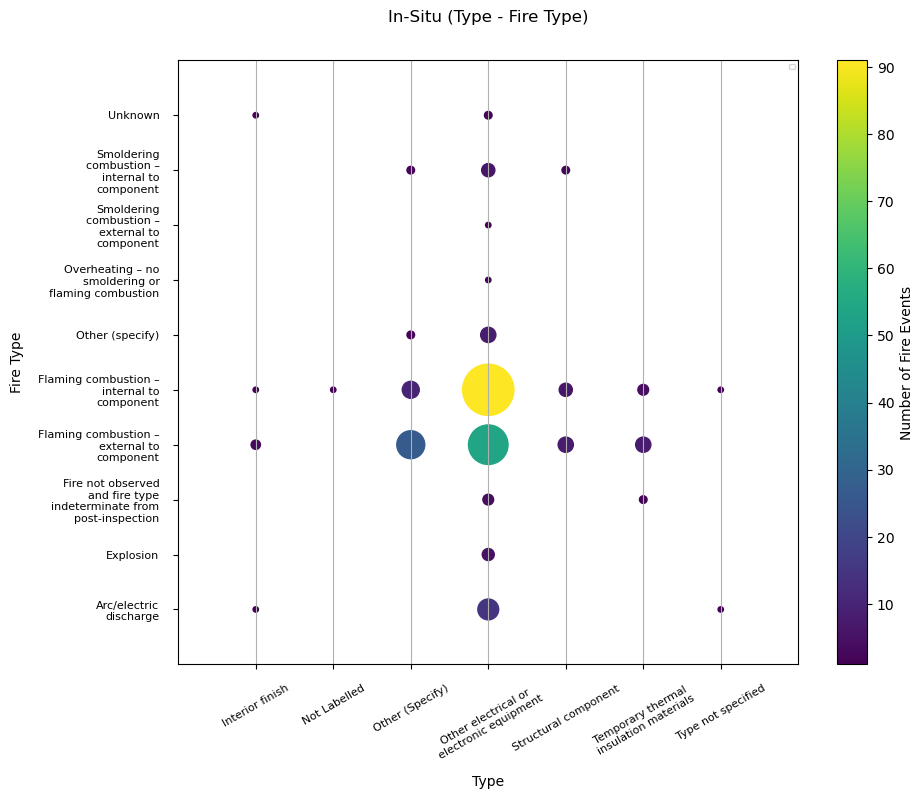 In-Situ (Type - Fire Type)
Fire Type
Unknown
Smoldering
combustion –
internal to
component
Smoldering
combustion –
external to
component
Overheating – no
smoldering or
flaming combustion
Other (specify)
Flaming combustion –
internal to
component
Flaming combustion –
external to
component
Fire not observed
and fire type
indeterminate from
post-inspection
Explosion
Arc/electric
discharge
Interior finish
Not Labelled
Other (Specify)
Other electrical or
electronic equipment
Structural component
Temporary thermal
insulation materials
Type not specified
Type
90
80
70
60
50
40
30
20
10
Number of Fire Events